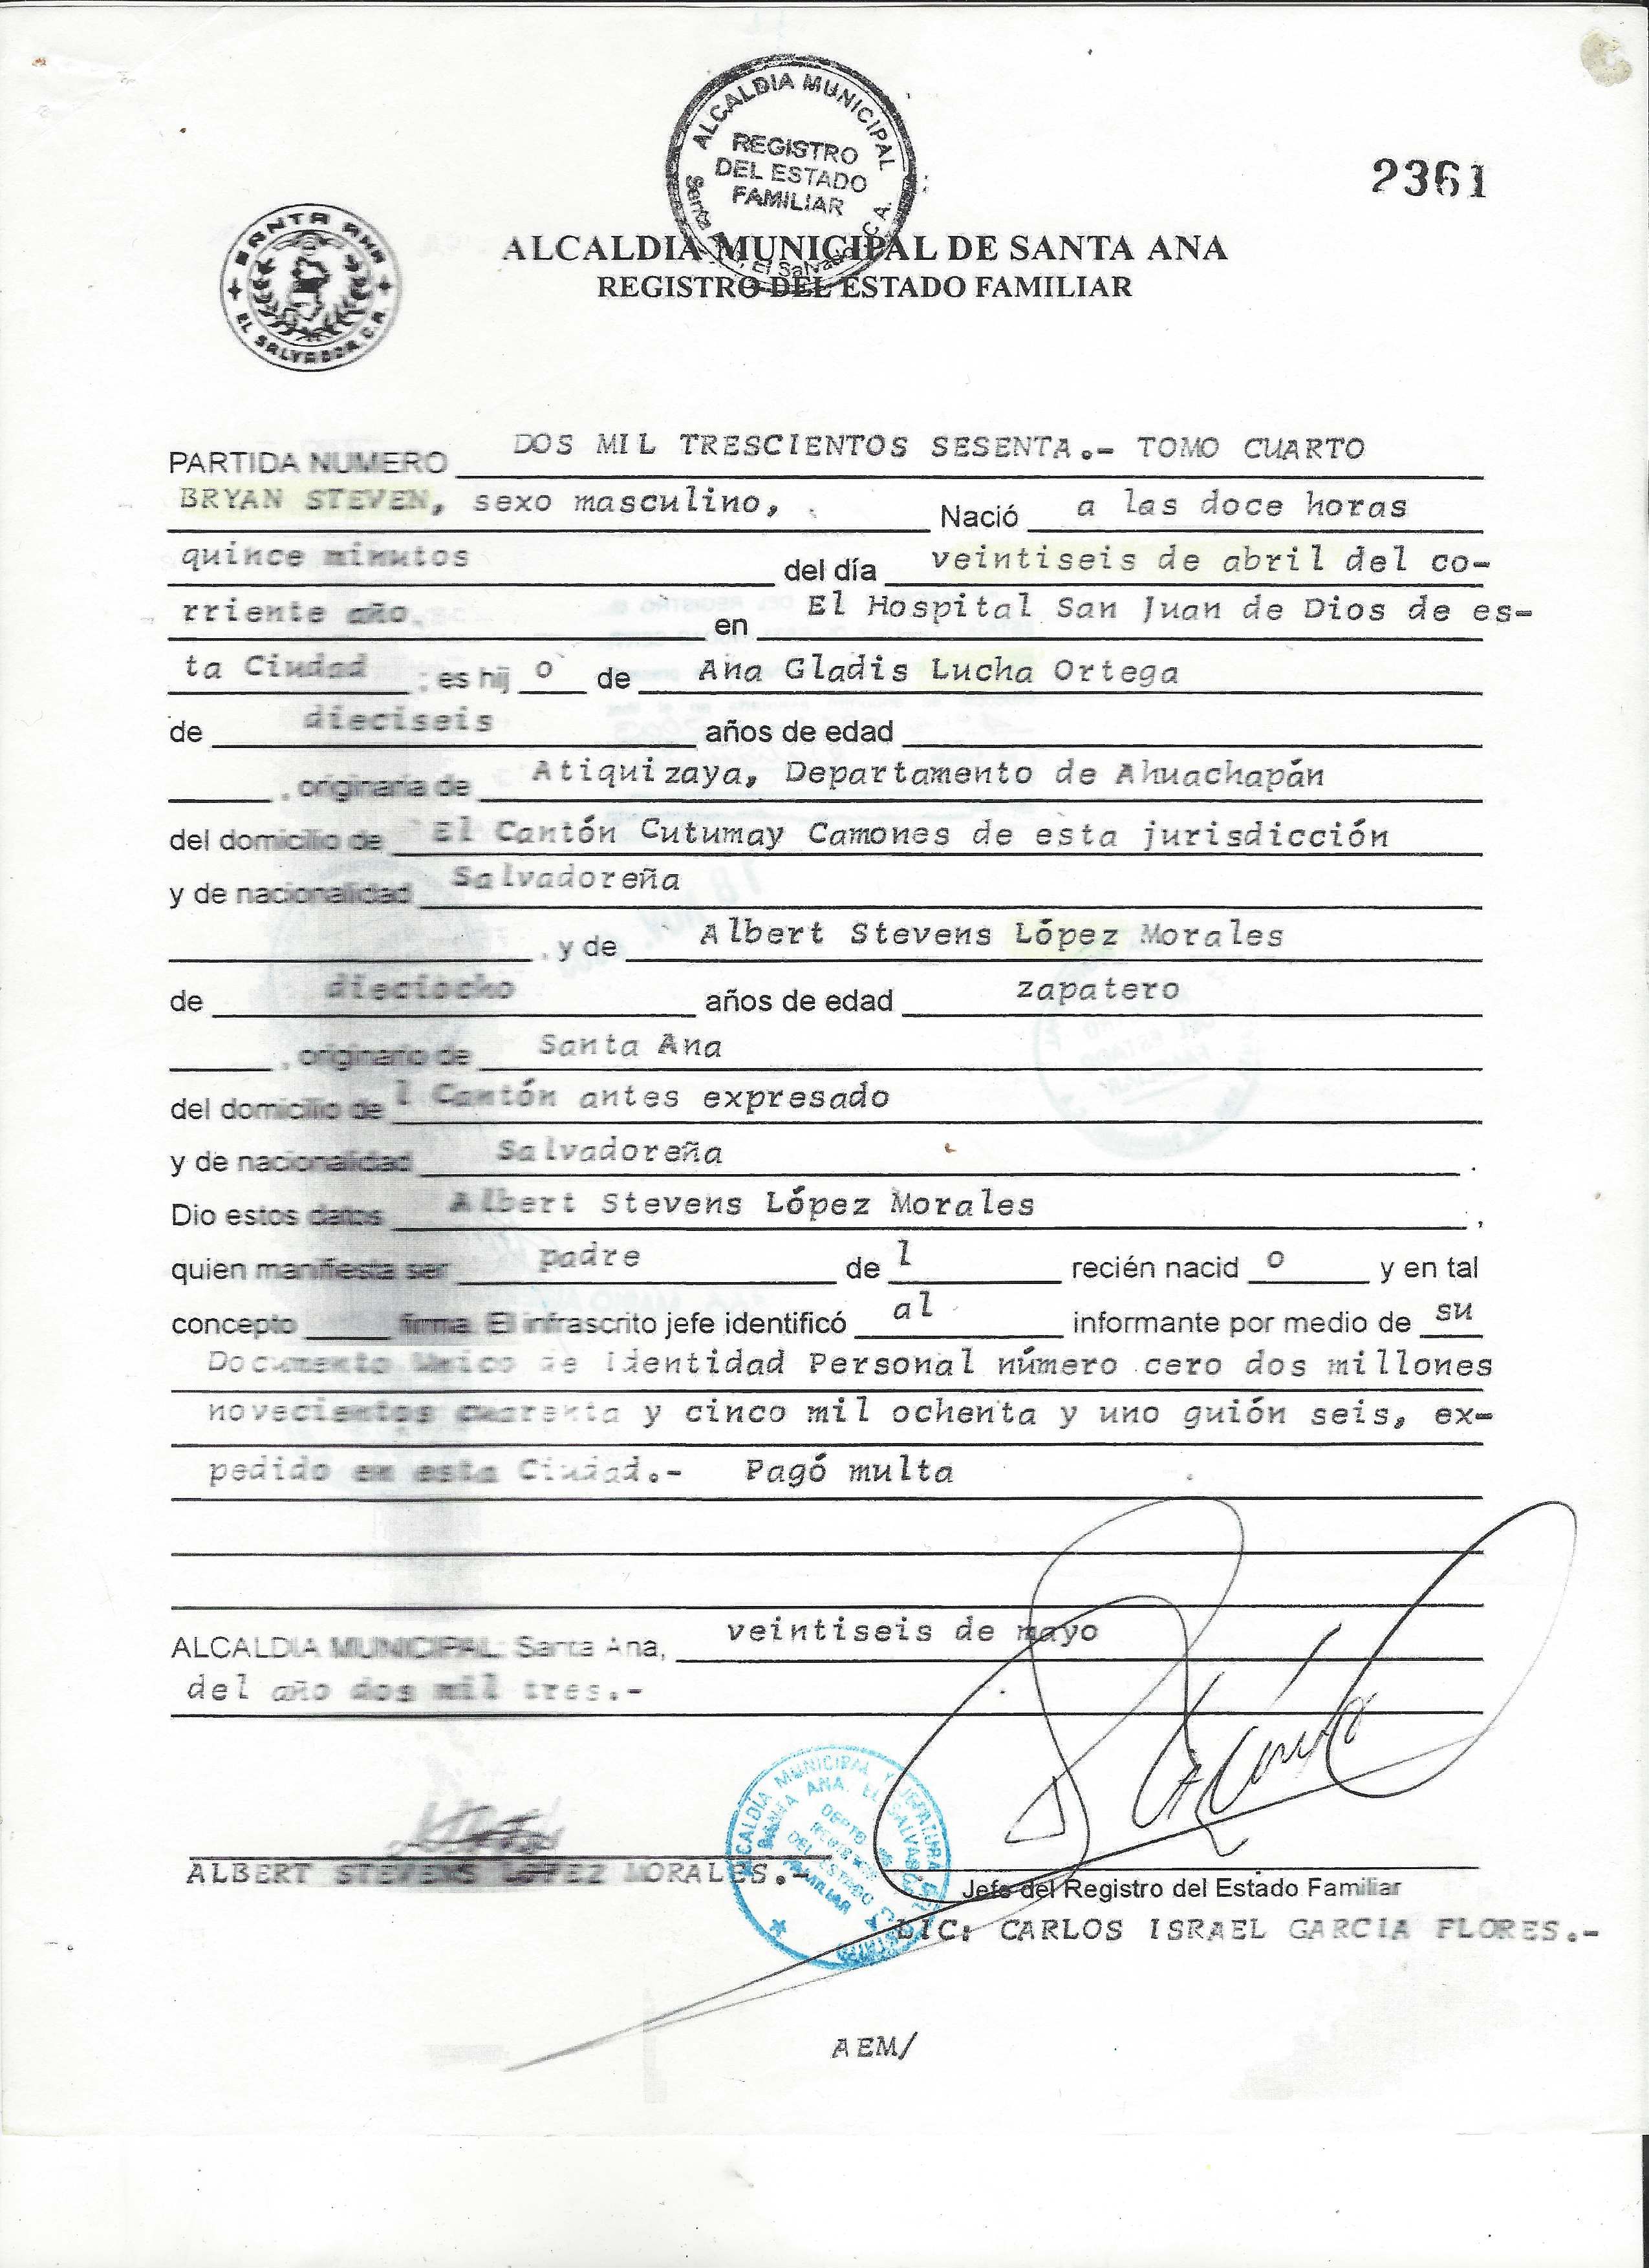 ALCALDIA MUNICIPAL
REGISTRO
DEL ESTADO
FAMILIAR
Santa Ana, El Salvador, C.A.
2361
SANTA ANA
EL SALVADOR C.A.
ALCALDIA MUNICIPAL DE SANTA ANA
REGISTRO DEL ESTADO FAMILIAR
PARTIDA NUMERO DOS MIL TRESCIENTOS SESENTA.- TOMO CUARTO
BRYAN STEVEN, sexo masculino, Nació a las doce horas
quince minutos del día veintiseis de abril del co-
rriente año. en El Hospital San Juan de Dios de es-
ta Ciudad ; es hij o de Ana Gladis Lucha Ortega
de dieciseis años de edad
, originaria de Atiquizaya, Departamento de Ahuachapán
del domicilio de El Cantón Cutumay Camones de esta jurisdicción
y de nacionalidad Salvadoreña
, y de Albert Stevens López Morales
de dieciocho años de edad zapatero
, originario de Santa Ana
del domicilio de l Cantón antes expresado
y de nacionalidad Salvadoreña .
Dio estos datos Albert Stevens López Morales ,
quien manifiesta ser padre de l recién nacid o y en tal
concepto firma. El infrascrito jefe identificó al informante por medio de su
Documento Unico de Identidad Personal número cero dos millones
novecientos cuarenta y cinco mil ochenta y uno guión seis, ex-
pedido en esta Ciudad.- Pagó multa
ALCALDIA MUNICIPAL: Santa Ana, veintiseis de mayo
del año dos mil tres.-
ALCALDIA MUNICIPAL Y JEFATURA
SANTA ANA. EL SALVADOR
DEPTO
DEL ESTADO
FAMILIAR
ALBERT STEVENS LOPEZ MORALES.-
Jefe del Registro del Estado Familiar
LIC: CARLOS ISRAEL GARCIA FLORES.-
AEM/